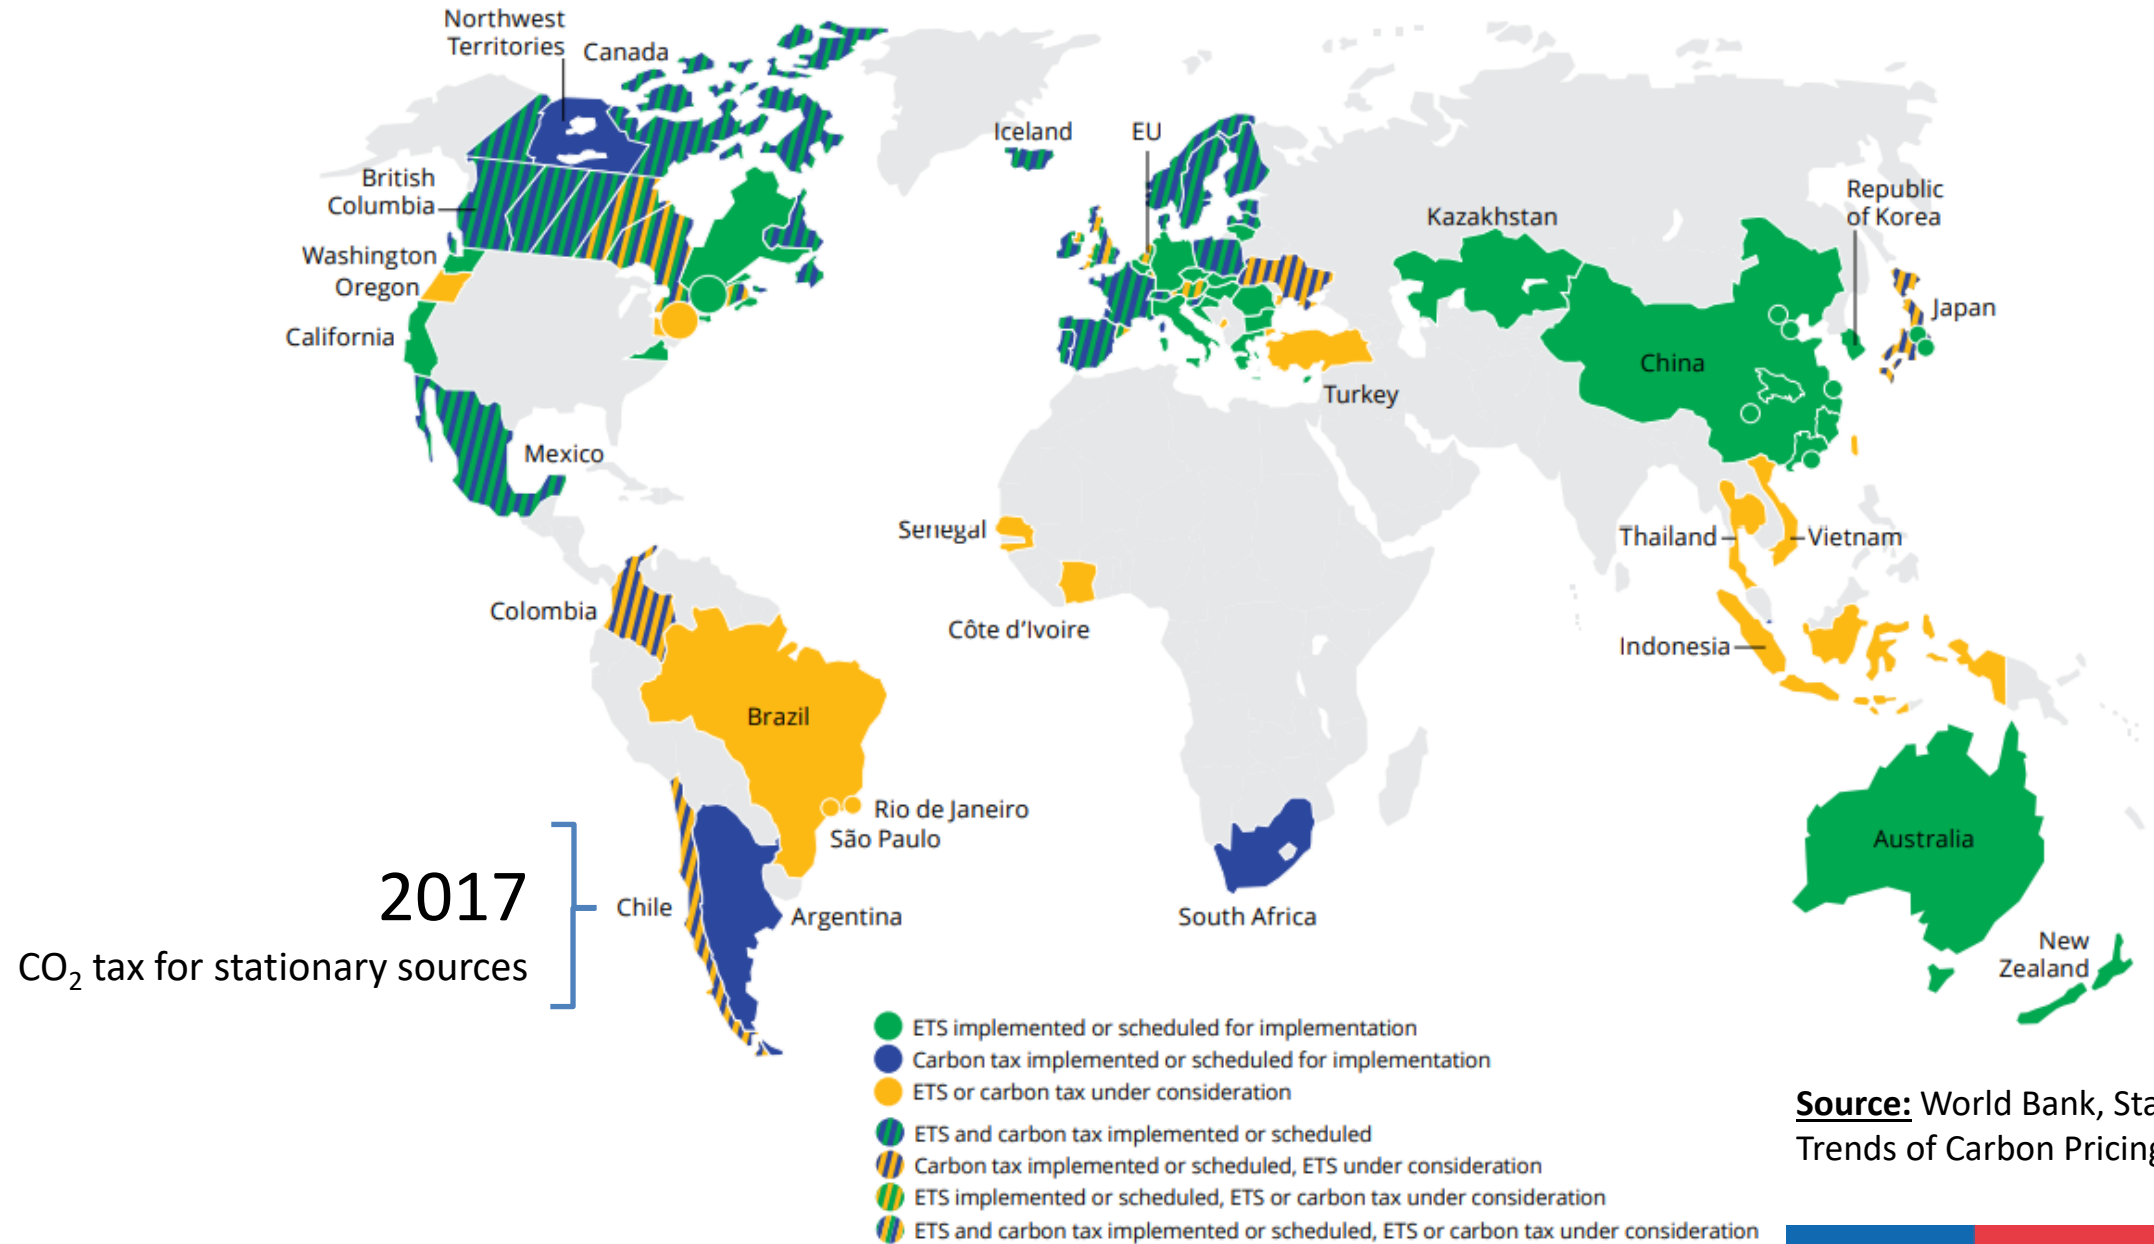 Northwest
Territories
Canada
Iceland
EU
British
Columbia
Republic
of Korea
Kazakhstan
Washington
Oregon
California
Japan
China
Turkey
Mexico
Senegal
Thailand
Vietnam
Colombia
Côte d’Ivoire
Indonesia
Brazil
Rio de Janeiro
São Paulo
Australia
2017
CO₂ tax for stationary sources
Chile
Argentina
South Africa
New
Zealand
ETS implemented or scheduled for implementation
Carbon tax implemented or scheduled for implementation
ETS or carbon tax under consideration
ETS and carbon tax implemented or scheduled
Carbon tax implemented or scheduled, ETS under consideration
ETS implemented or scheduled, ETS or carbon tax under consideration
ETS and carbon tax implemented or scheduled, ETS or carbon tax under consideration
Source: World Bank, Sta
Trends of Carbon Pricing